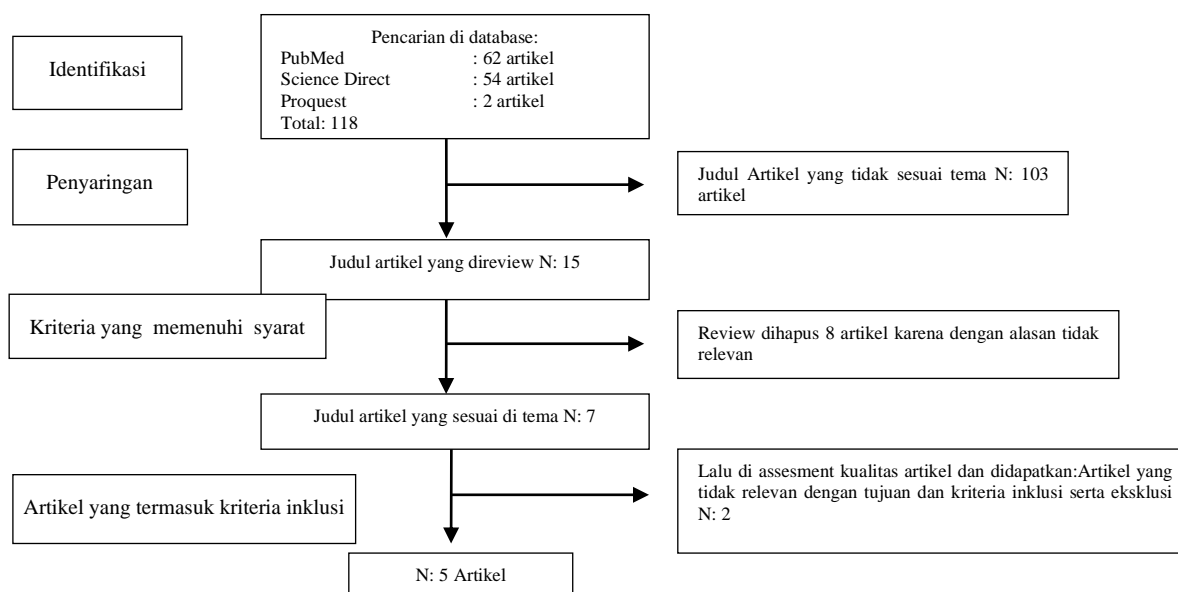 Identifikasi
Pencarian di database:
PubMed : 62 artikel
Science Direct : 54 artikel
Proquest : 2 artikel
Total: 118
Penyaringan
Judul Artikel yang tidak sesuai tema N: 103
artikel
Judul artikel yang direview N: 15
Kriteria yang memenuhi syarat
Review dihapus 8 artikel karena dengan alasan tidak
relevan
Judul artikel yang sesuai di tema N: 7
Artikel yang termasuk kriteria inklusi
Lalu di assesment kualitas artikel dan didapatkan:Artikel yang
tidak relevan dengan tujuan dan kriteria inklusi serta eksklusi
N: 2
N: 5 Artikel